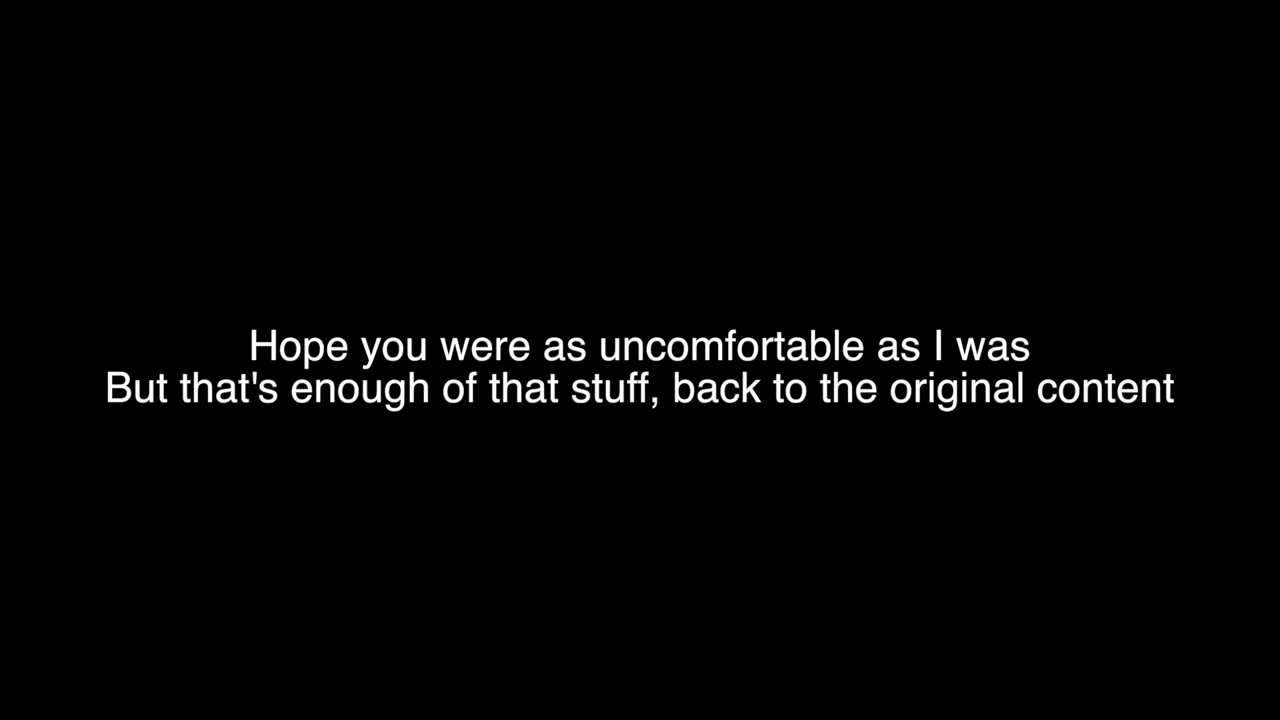 Hope you were as uncomfortable as I was
But that's enough of that stuff, back to the original content